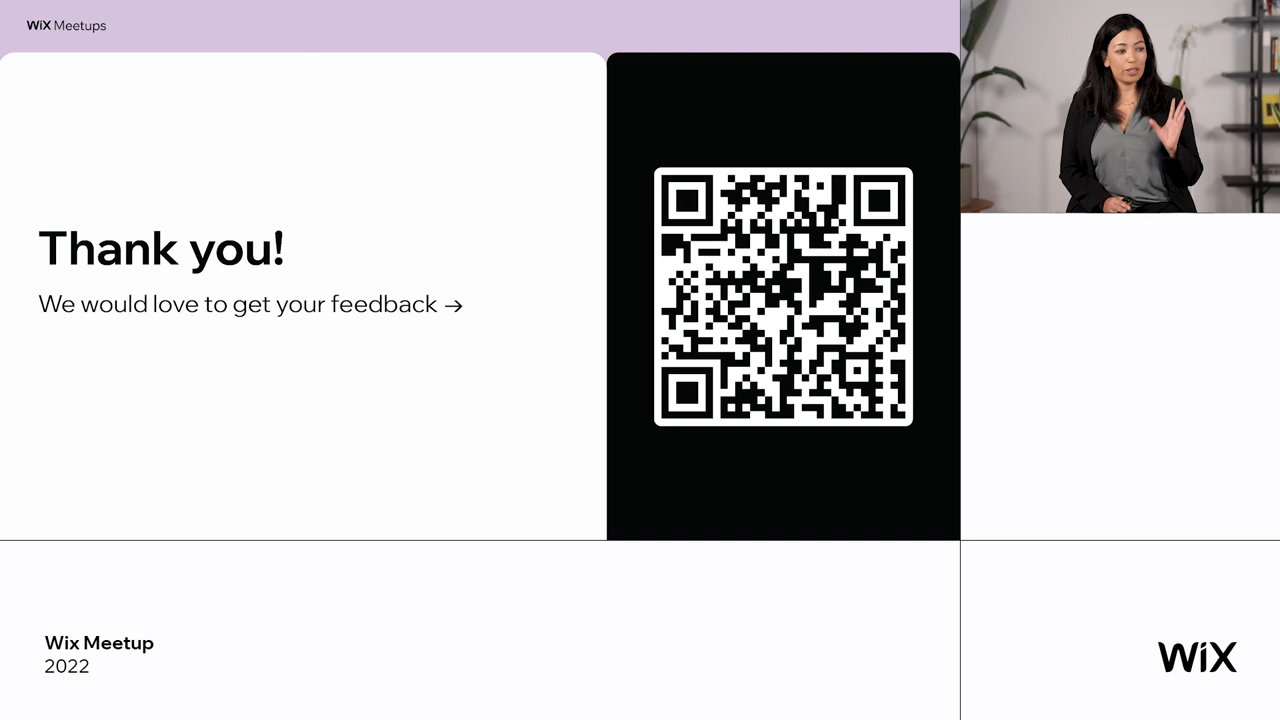 WiX Meetups
Thank you!
We would love to get your feedback →
Wix Meetup
2022
WiX